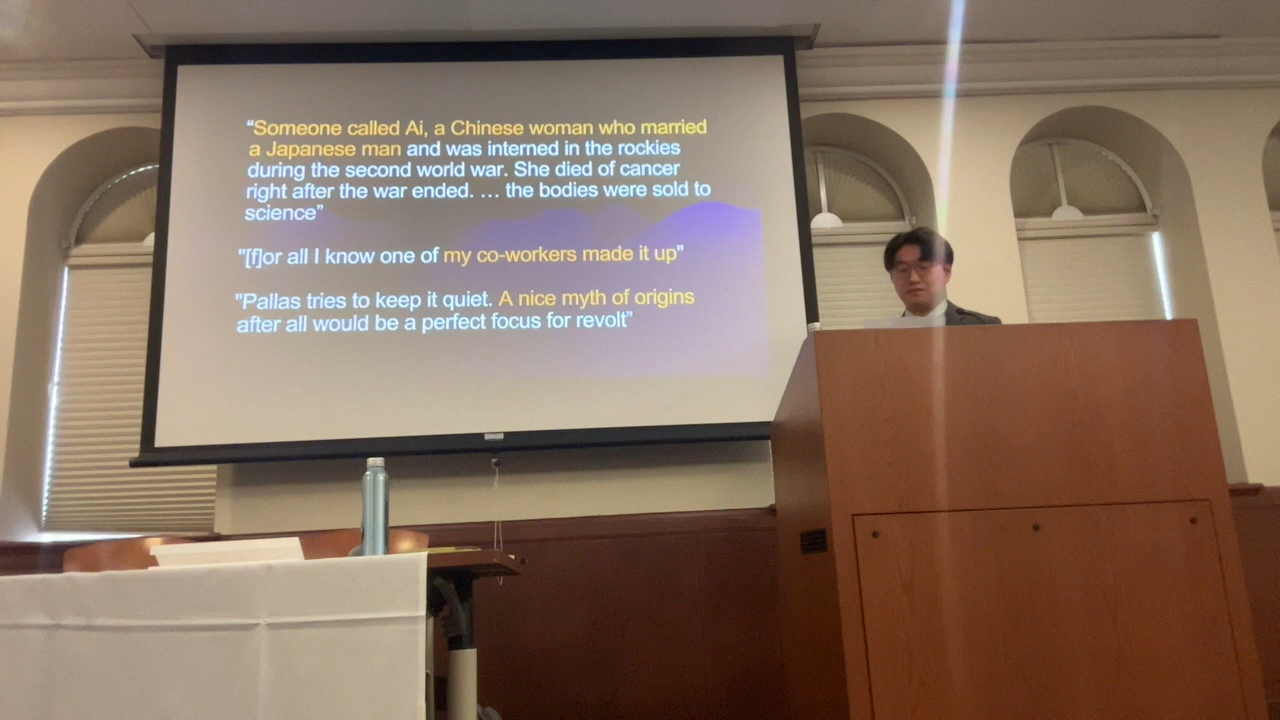 “Someone called Ai, a Chinese woman who married
a Japanese man and was interned in the rockies
during the second world war. She died of cancer
right after the war ended. … the bodies were sold to
science”
"[f]or all I know one of my co-workers made it up"
"Pallas tries to keep it quiet. A nice myth of origins
after all would be a perfect focus for revolt”